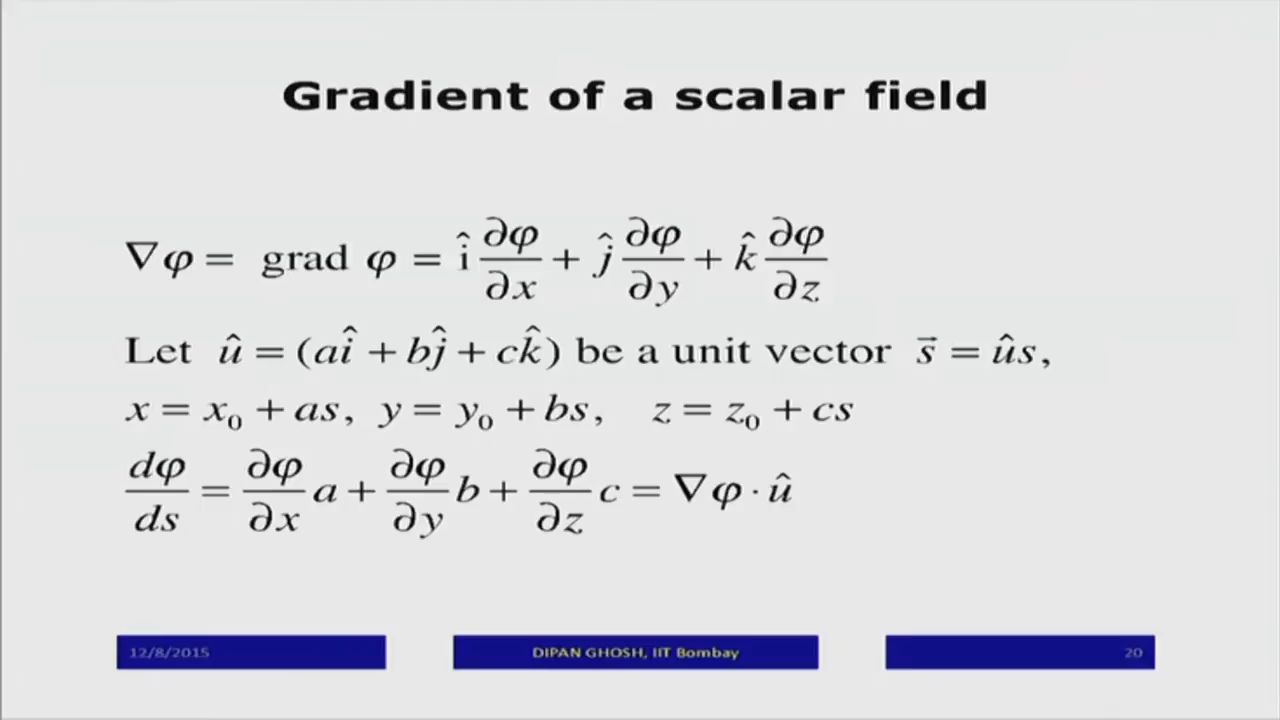 Gradient of a scalar field
∇φ = grad φ = î ∂φ/∂x + ĵ ∂φ/∂y + k̂ ∂φ/∂z
Let û = (aî + bĵ + ck̂) be a unit vector s⃗ = ûs,
x = x₀ + as, y = y₀ + bs, z = z₀ + cs
dφ/ds = ∂φ/∂x a + ∂φ/∂y b + ∂φ/∂z c = ∇φ · û
12/8/2015
DIPAN GHOSH, IIT Bombay
20